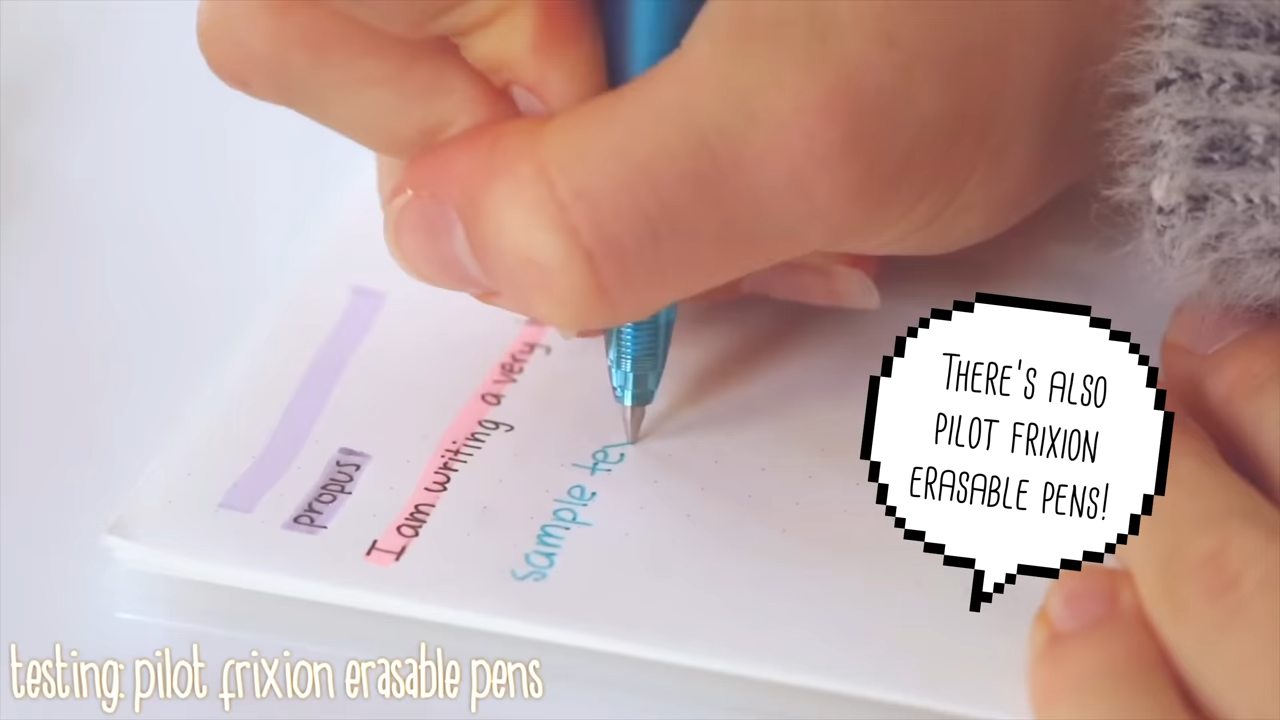 propus!
I am writing a very
sample te
THERE'S ALSO
PILOT FRIXION
ERASABLE PENS!
testing: pilot frixion erasable pens